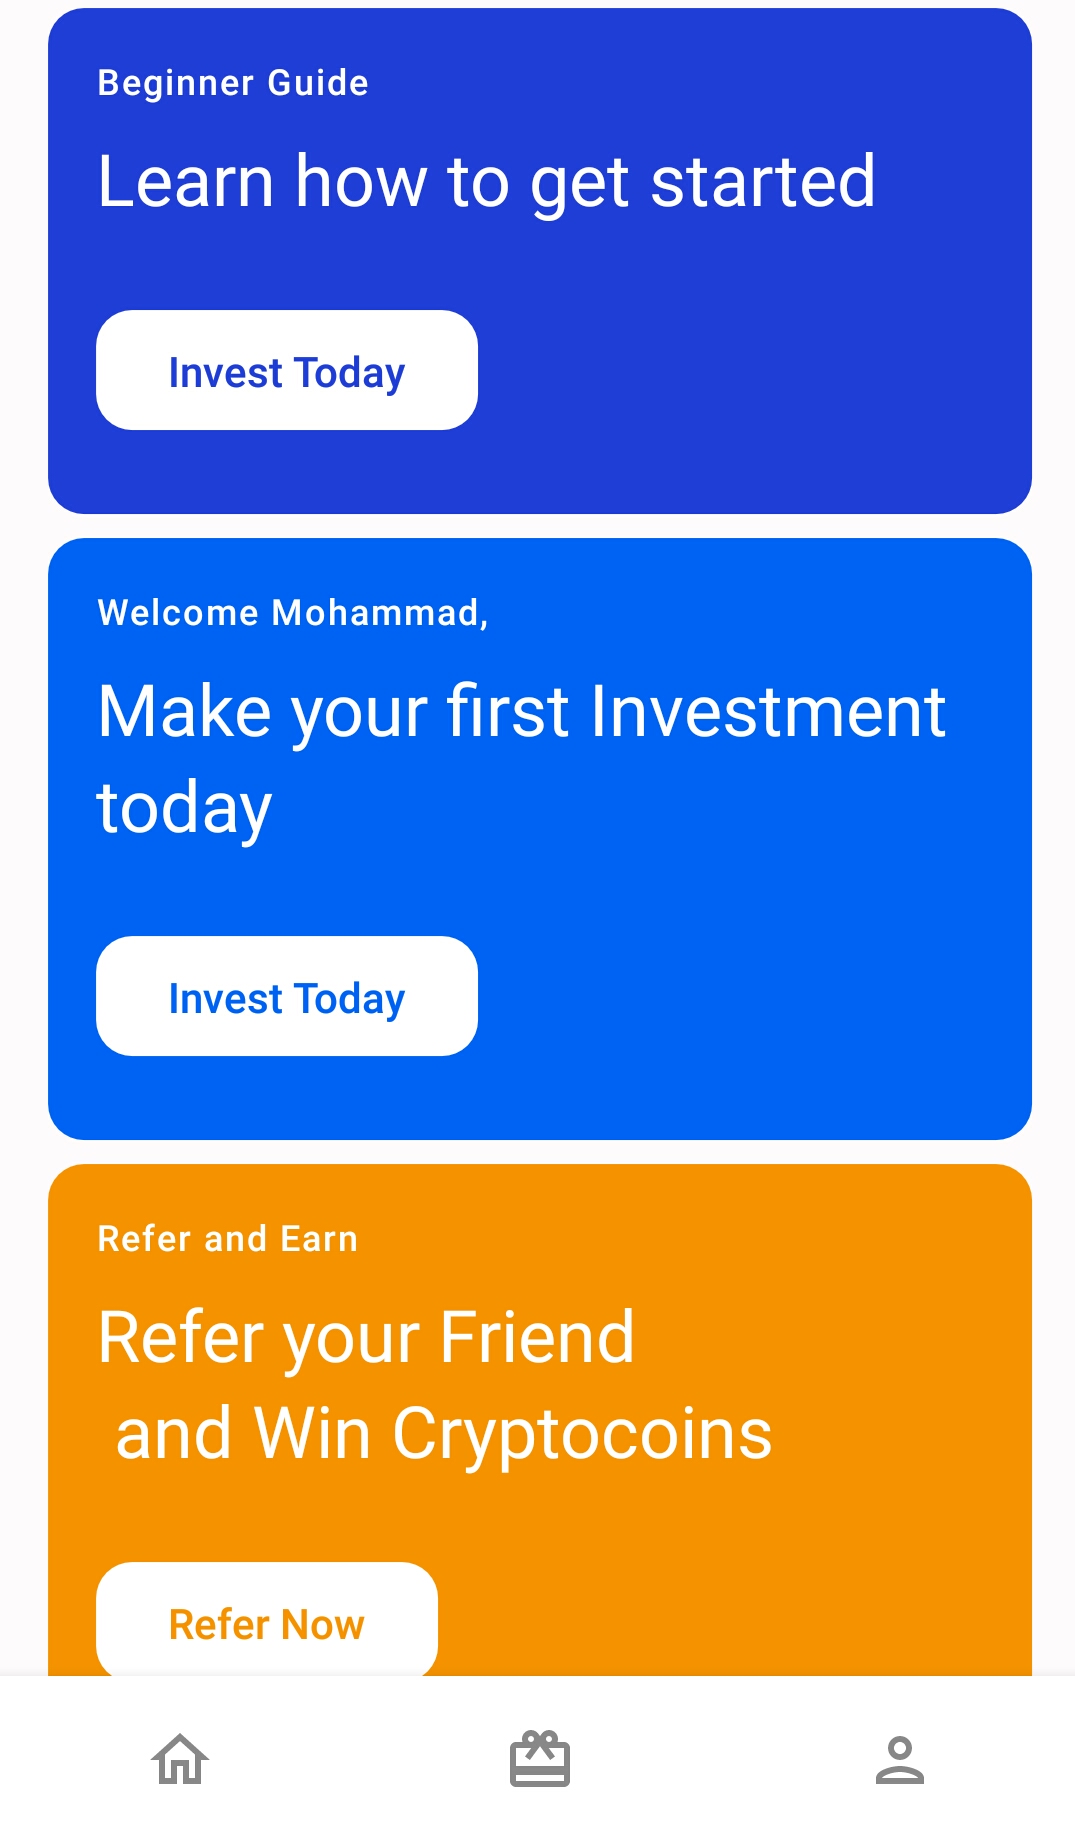 Beginner Guide
Learn how to get started
Invest Today
Welcome Mohammad,
Make your first Investment
today
Invest Today
Refer and Earn
Refer your Friend
and Win Cryptocoins
Refer Now